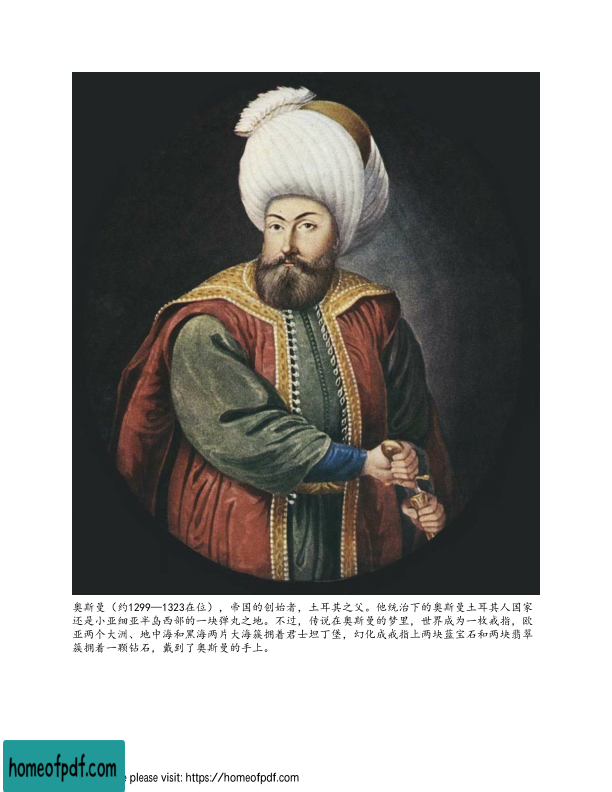 奥斯曼（约1299—1323在位），帝国的创始者，土耳其之父。他统治下的奥斯曼土耳其人国家
还是小亚细亚半岛西部的一块弹丸之地。不过，传说在奥斯曼的梦里，世界成为一枚戒指，欧
亚两个大洲、地中海和黑海两片大海簇拥着君士坦丁堡，幻化成戒指上两块蓝宝石和两块翡翠
簇拥着一颗钻石，戴到了奥斯曼的手上。
homeofpdf.com
please visit: https://homeofpdf.com